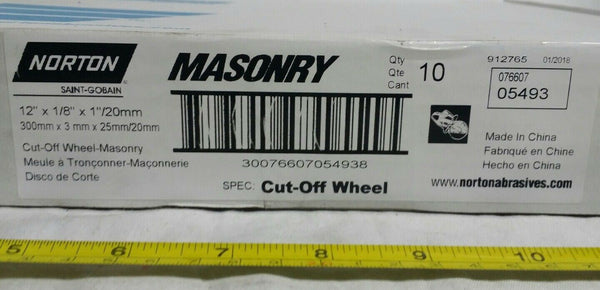 NORTON
SAINT-GOBAIN
MASONRY
Qty
Qte
Cant
10
912765 01/2018
076607
05493
12" x 1/8" x 1"/20mm
300mm x 3 mm x 25mm/20mm
Cut-Off Wheel-Masonry
Meule à Tronçonner-Maçonnerie
Disco de Corte
30076607054938
SPEC: Cut-Off Wheel
Made In China
Fabriqué en Chine
Hecho en China
www.nortonabrasives.com
5 6 7 8 9 10